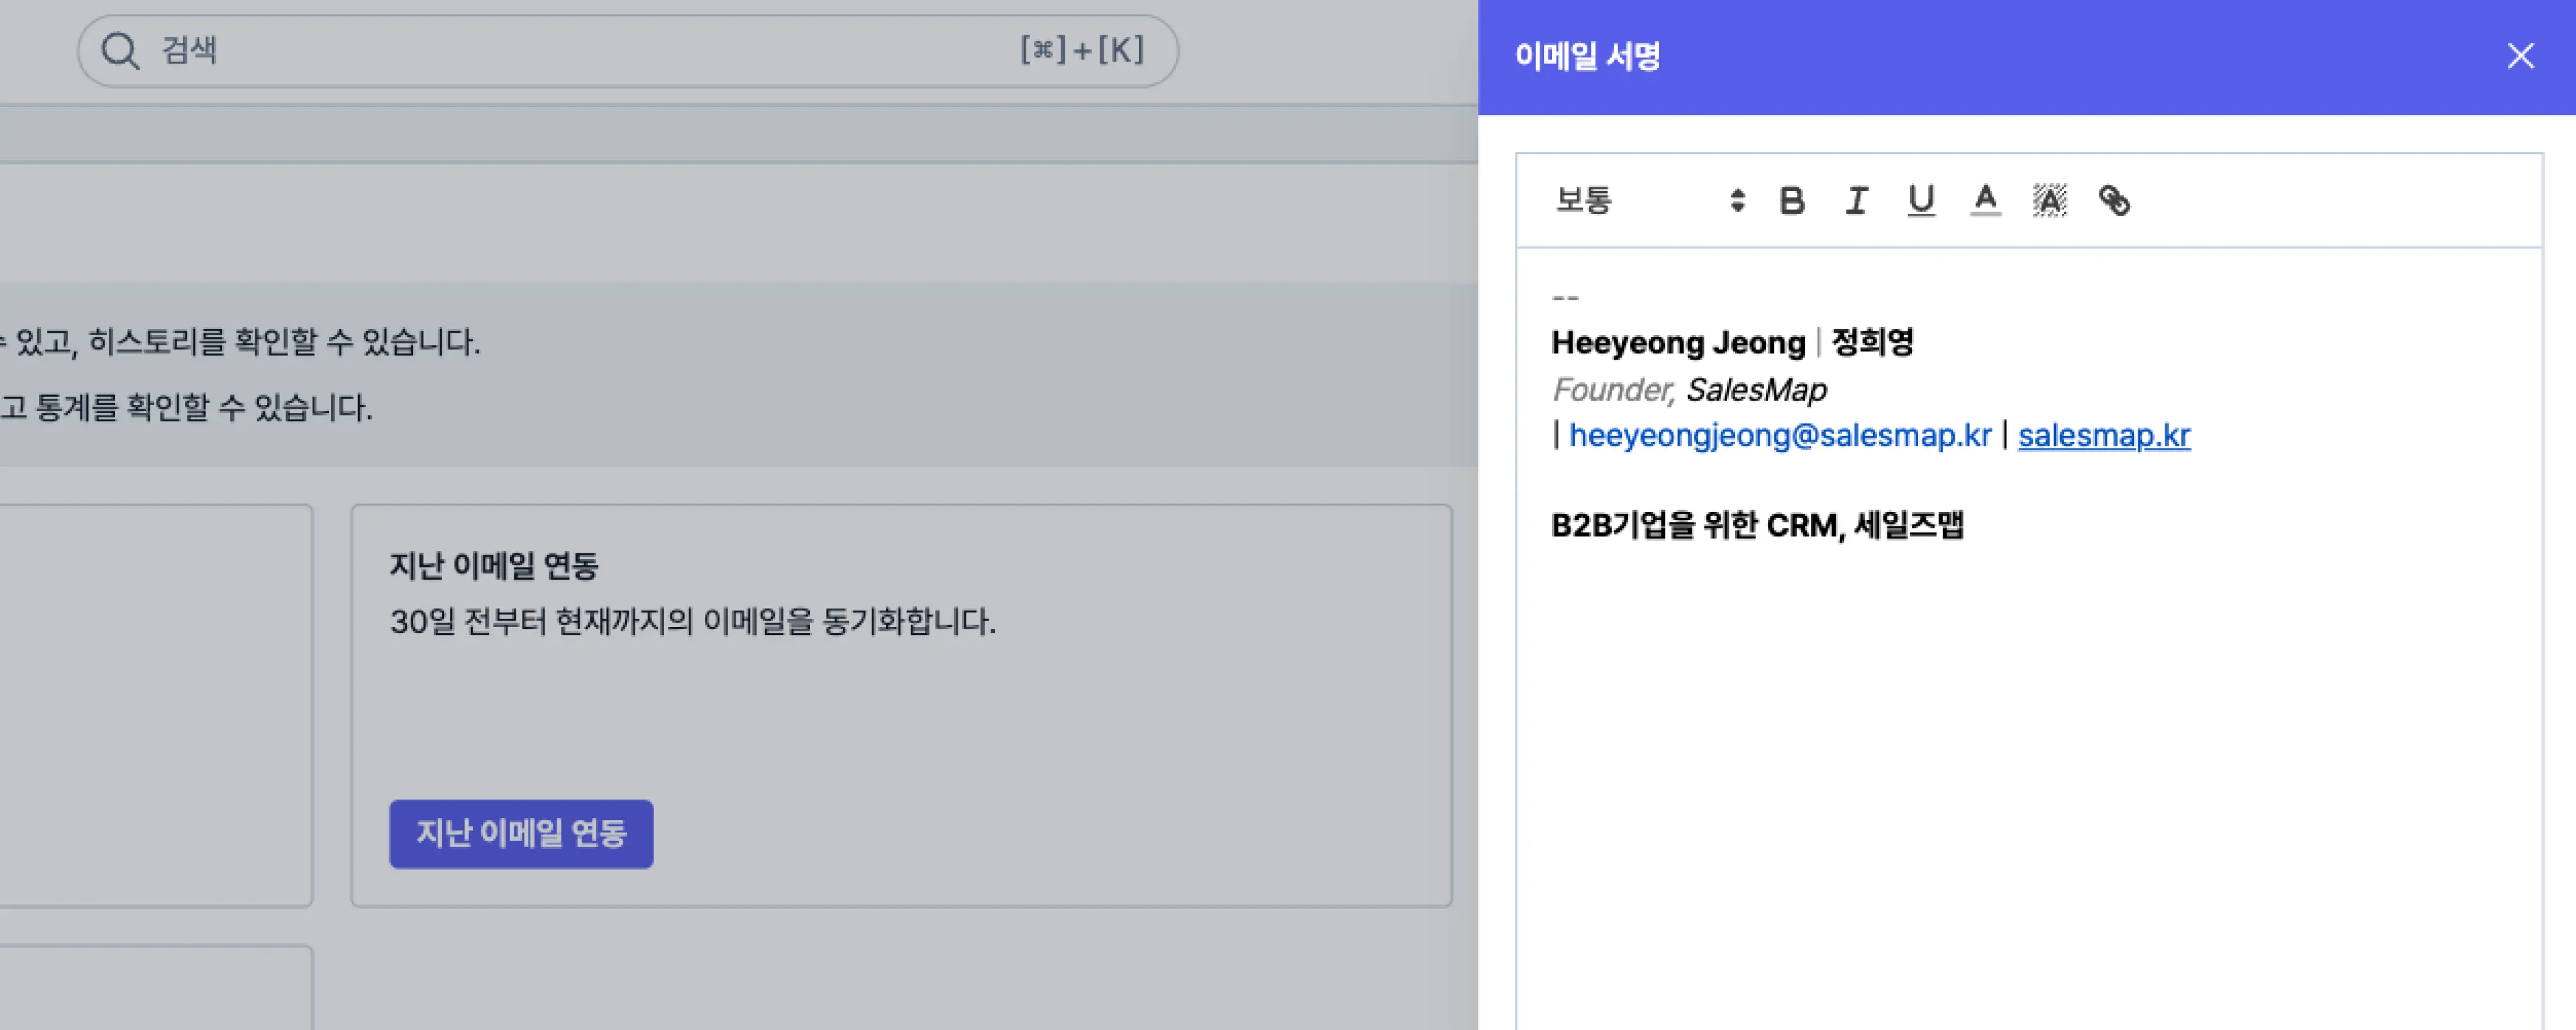 검색 [⌘]+[K]
있고, 히스토리를 확인할 수 있습니다.
고 통계를 확인할 수 있습니다.
지난 이메일 연동
30일 전부터 현재까지의 이메일을 동기화합니다.
지난 이메일 연동
이메일 서명
보통 B I U A A
--
Heeyeong Jeong | 정희영
Founder, SalesMap
| heeyeongjeong@salesmap.kr | salesmap.kr
B2B기업을 위한 CRM, 세일즈맵